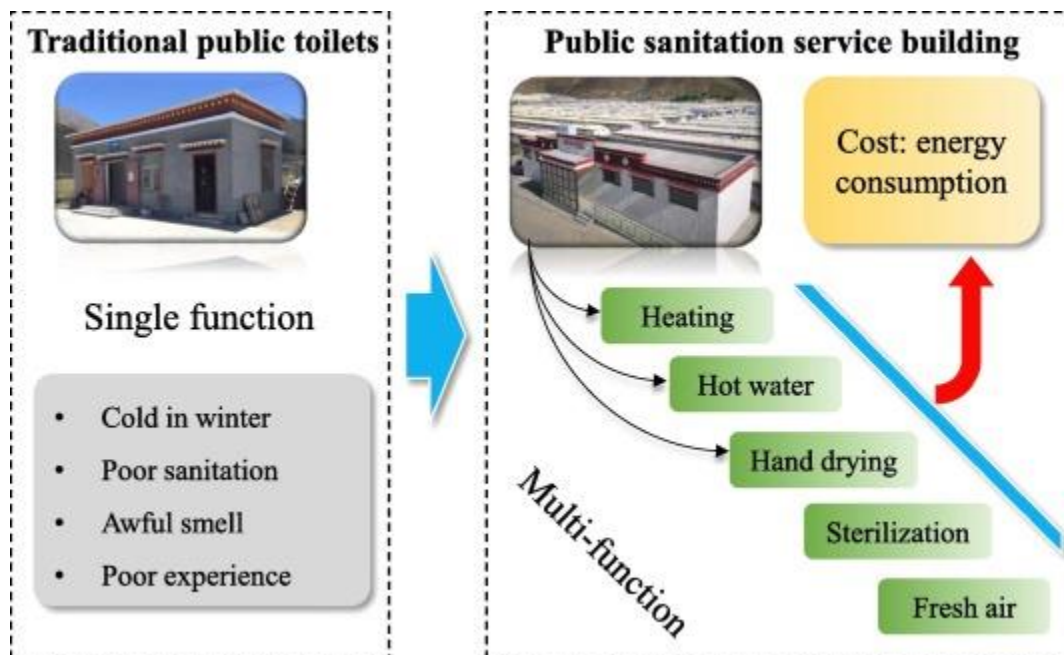 Traditional public toilets
Single function
• Cold in winter
• Poor sanitation
• Awful smell
• Poor experience
Public sanitation service building
Cost: energy
consumption
Heating
Hot water
Hand drying
Sterilization
Fresh air
Multi-function